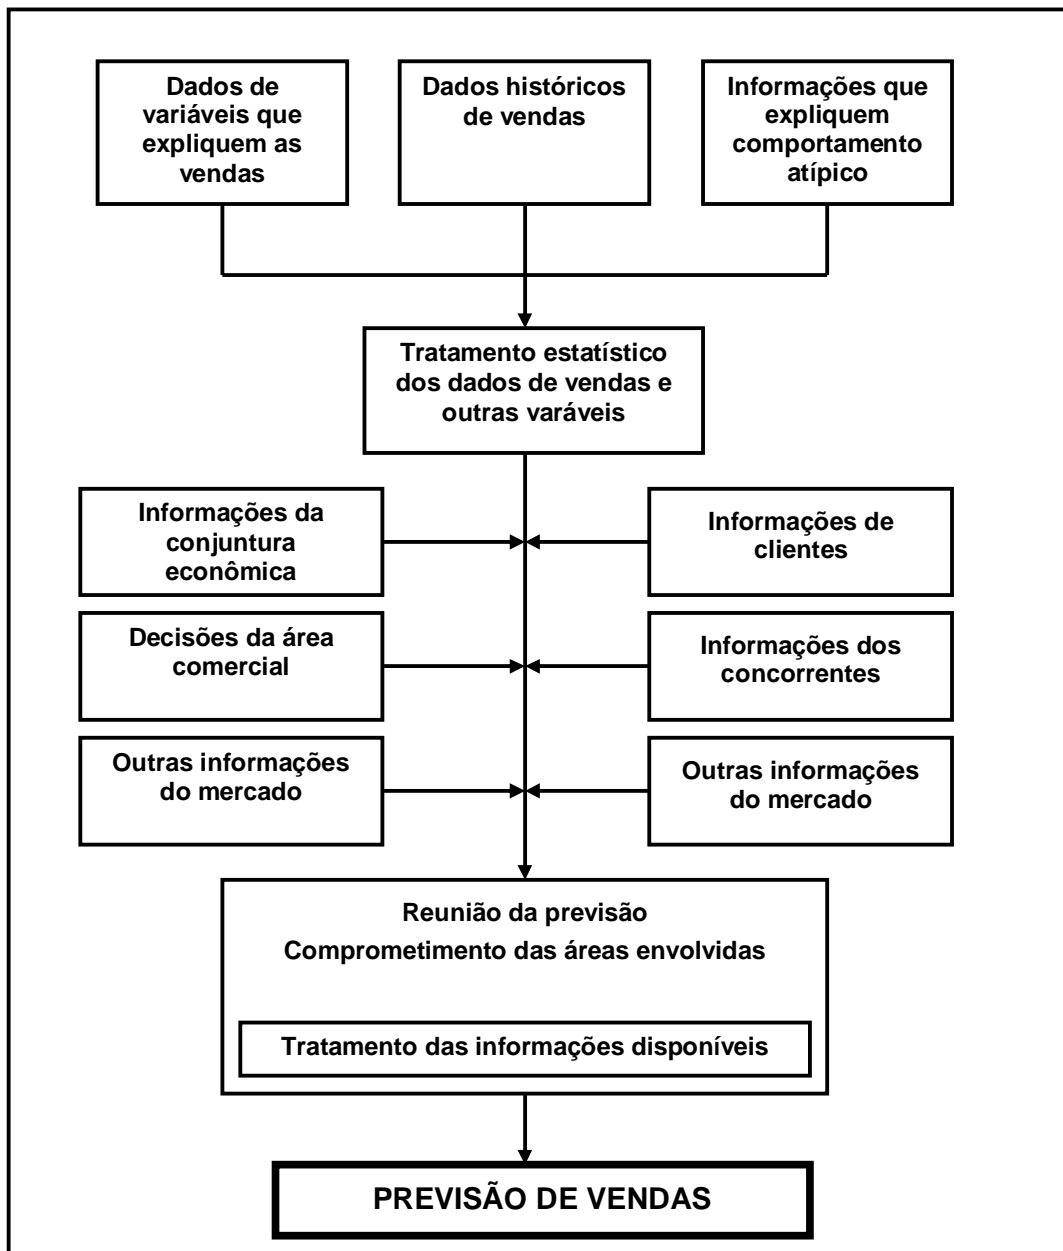 Dados de
variáveis que
expliquem as
vendas
Dados históricos
de vendas
Informações que
expliquem
comportamento
atípico
Tratamento estatístico
dos dados de vendas e
outras varáveis
Informações da
conjuntura
econômica
Informações de
clientes
Decisões da área
comercial
Informações dos
concorrentes
Outras informações
do mercado
Outras informações
do mercado
Reunião da previsão
Comprometimento das áreas envolvidas
Tratamento das informações disponíveis
PREVISÃO DE VENDAS